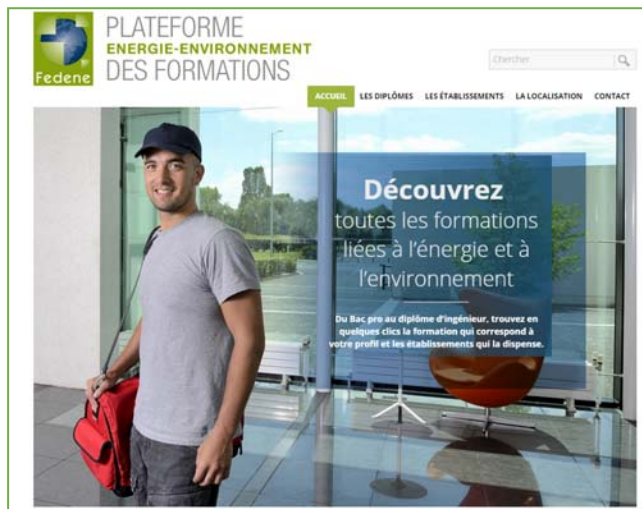 Fedene
PLATEFORME
ENERGIE-ENVIRONNEMENT
DES FORMATIONS
Chercher
ACCUEIL LES DIPLÔMES LES ÉTABLISSEMENTS LA LOCALISATION CONTACT
Découvrez
toutes les formations
liées à l'énergie et à
l'environnement
Du Bac pro au diplôme d'ingénieur, trouvez en
quelques clics la formation qui correspond à
votre profil et les établissements qui la dispense.